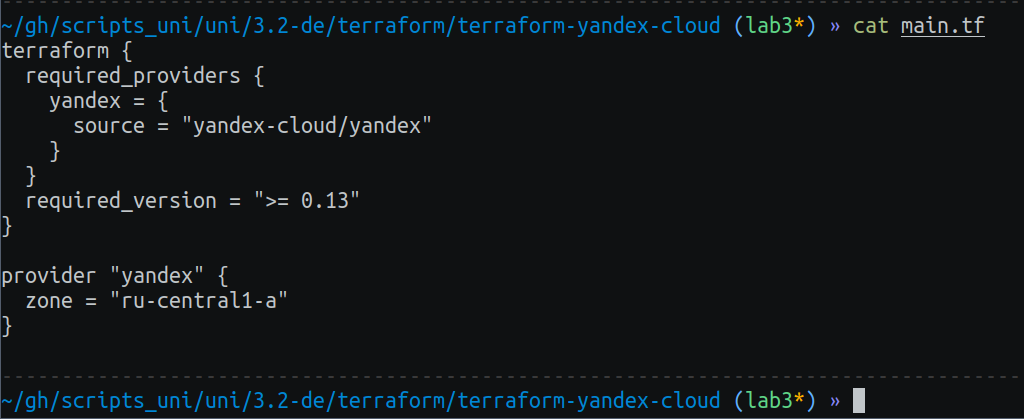 ~/gh/scripts_uni/uni/3.2-de/terraform/terraform-yandex-cloud (lab3*) » cat main.tf
terraform {
  required_providers {
    yandex = {
      source = "yandex-cloud/yandex"
    }
  }
  required_version = ">= 0.13"
}

provider "yandex" {
  zone = "ru-central1-a"
}

~/gh/scripts_uni/uni/3.2-de/terraform/terraform-yandex-cloud (lab3*) »